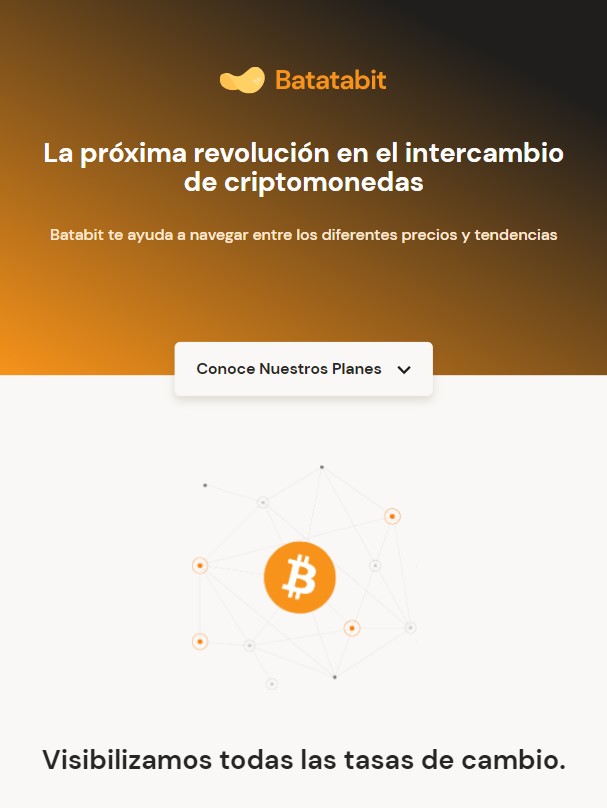 Batatabit
La próxima revolución en el intercambio
de criptomonedas
Batabit te ayuda a navegar entre los diferentes precios y tendencias
Conoce Nuestros Planes
Visibilizamos todas las tasas de cambio.